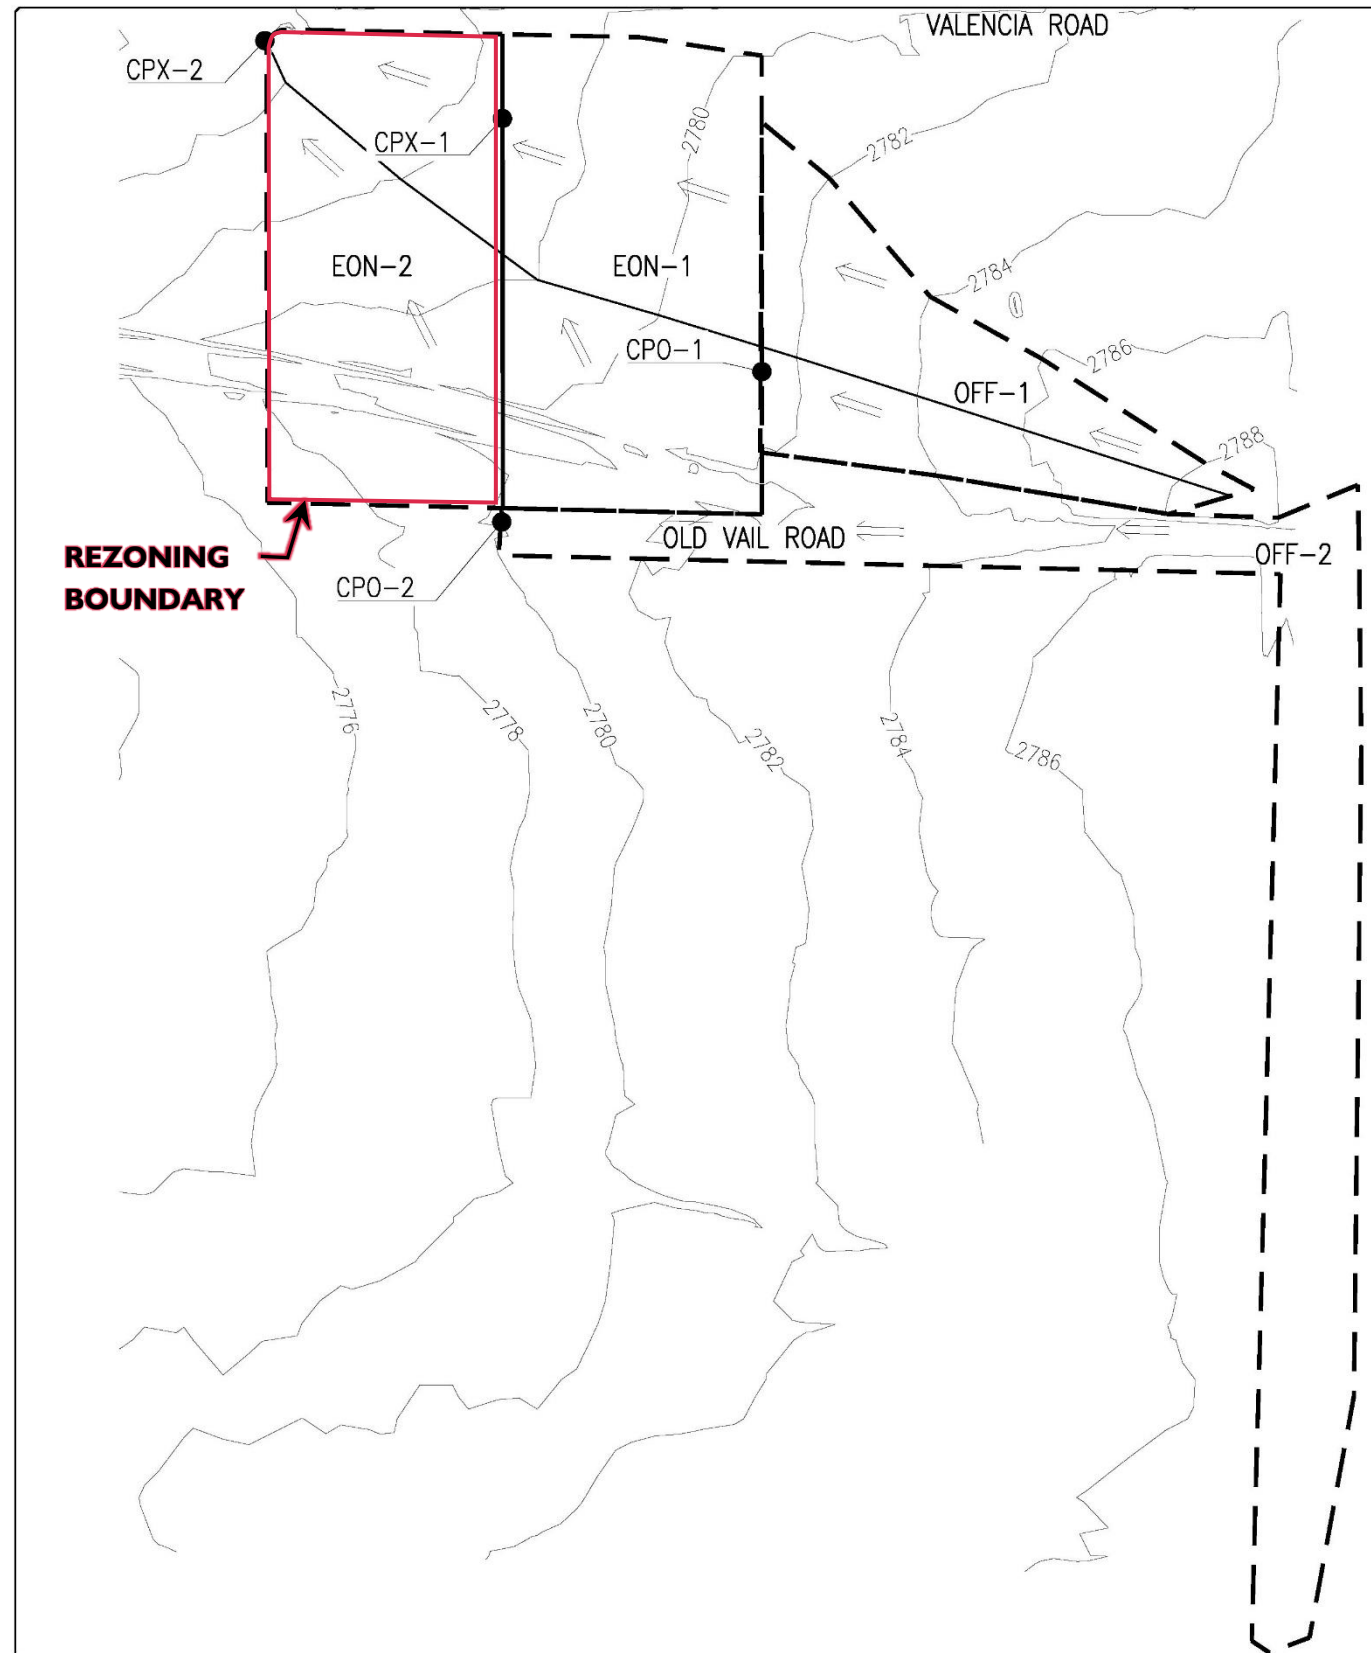 VALENCIA ROAD
CPX-2
CPX-1
2780
2782
EON-2
EON-1
2784
CPO-1
2786
OFF-1
2788
OLD VAIL ROAD
OFF-2
REZONING
BOUNDARY
CPO-2
2776
2778
2780
2782
2784
2786